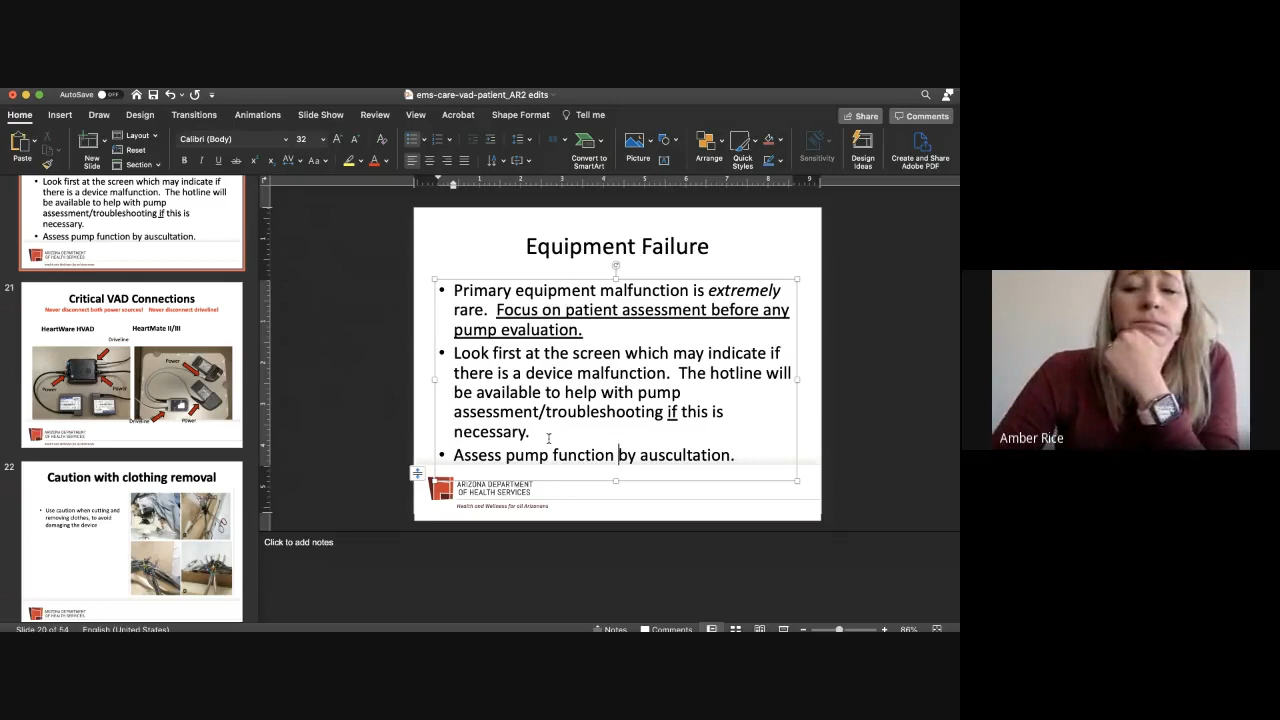 AutoSave OFF
ems-care-vad-patient_AR2 edits
Home Insert Draw Design Transitions Animations Slide Show Review View Acrobat Shape Format Tell me
Share Comments
Paste
New
Slide
Layout
Reset
Section
Calibri (Body) 32
Convert to
SmartArt
Picture
Arrange
Quick
Styles
Sensitivity
Design
Ideas
Create and Share
Adobe PDF
• Look first at the screen which may indicate if
there is a device malfunction. The hotline will
be available to help with pump
assessment/troubleshooting if this is
necessary.
• Assess pump function by auscultation.
ARIZONA DEPARTMENT
OF HEALTH SERVICES
21
Critical VAD Connections
Never disconnect both power sources! Never disconnect driveline!
HeartWare HVAD
HeartMate II/III
Driveline
Power
Power
Power
Driveline
Power
ARIZONA DEPARTMENT
OF HEALTH SERVICES
22
Caution with clothing removal
• Use caution when cutting and
removing clothes, to avoid
damaging the device
ARIZONA DEPARTMENT
OF HEALTH SERVICES
Equipment Failure
• Primary equipment malfunction is extremely
rare. Focus on patient assessment before any
pump evaluation.
• Look first at the screen which may indicate if
there is a device malfunction. The hotline will
be available to help with pump
assessment/troubleshooting if this is
necessary.
• Assess pump function by auscultation.
ARIZONA DEPARTMENT
OF HEALTH SERVICES
Health and Wellness for all Arizonans
Click to add notes
Slide 20 of 54 English (United States)
Notes Comments 86%
Amber Rice